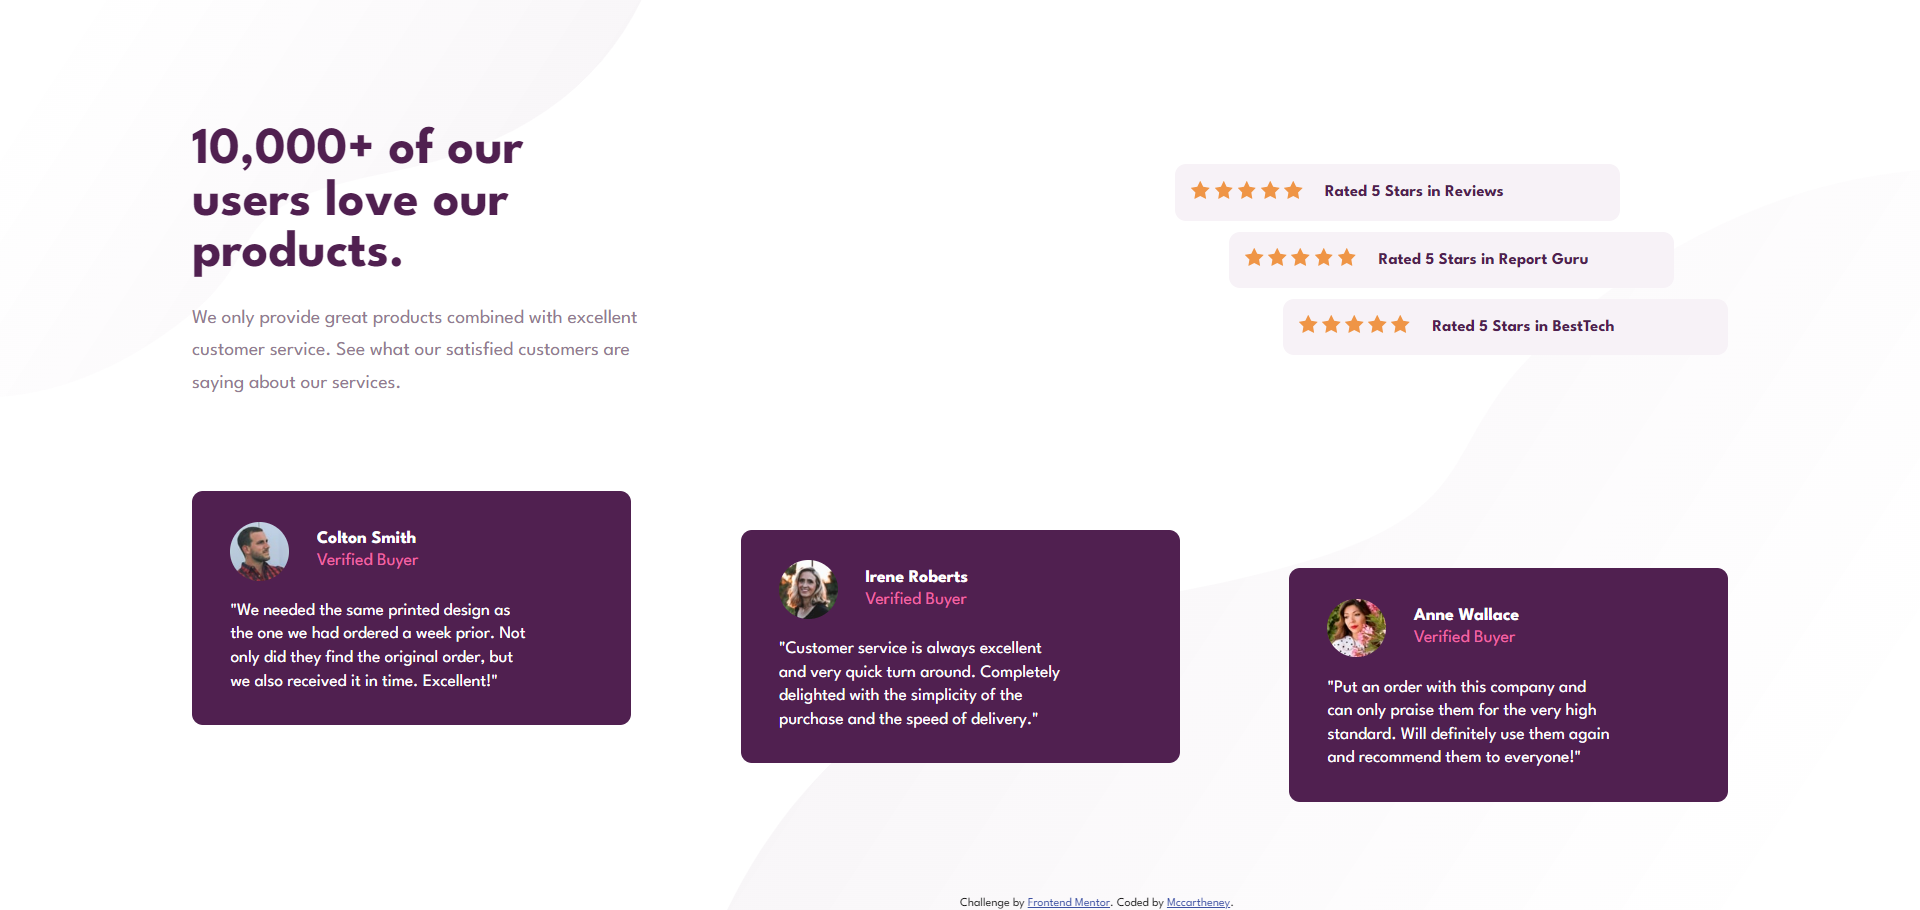 10,000+ of our
users love our
products.
We only provide great products combined with excellent
customer service. See what our satisfied customers are
saying about our services.
Rated 5 Stars in Reviews
Rated 5 Stars in Report Guru
Rated 5 Stars in BestTech
Colton Smith
Verified Buyer
"We needed the same printed design as
the one we had ordered a week prior. Not
only did they find the original order, but
we also received it in time. Excellent!"
Irene Roberts
Verified Buyer
"Customer service is always excellent
and very quick turn around. Completely
delighted with the simplicity of the
purchase and the speed of delivery."
Anne Wallace
Verified Buyer
"Put an order with this company and
can only praise them for the very high
standard. Will definitely use them again
and recommend them to everyone!"
Challenge by Frontend Mentor. Coded by Mccartheney.